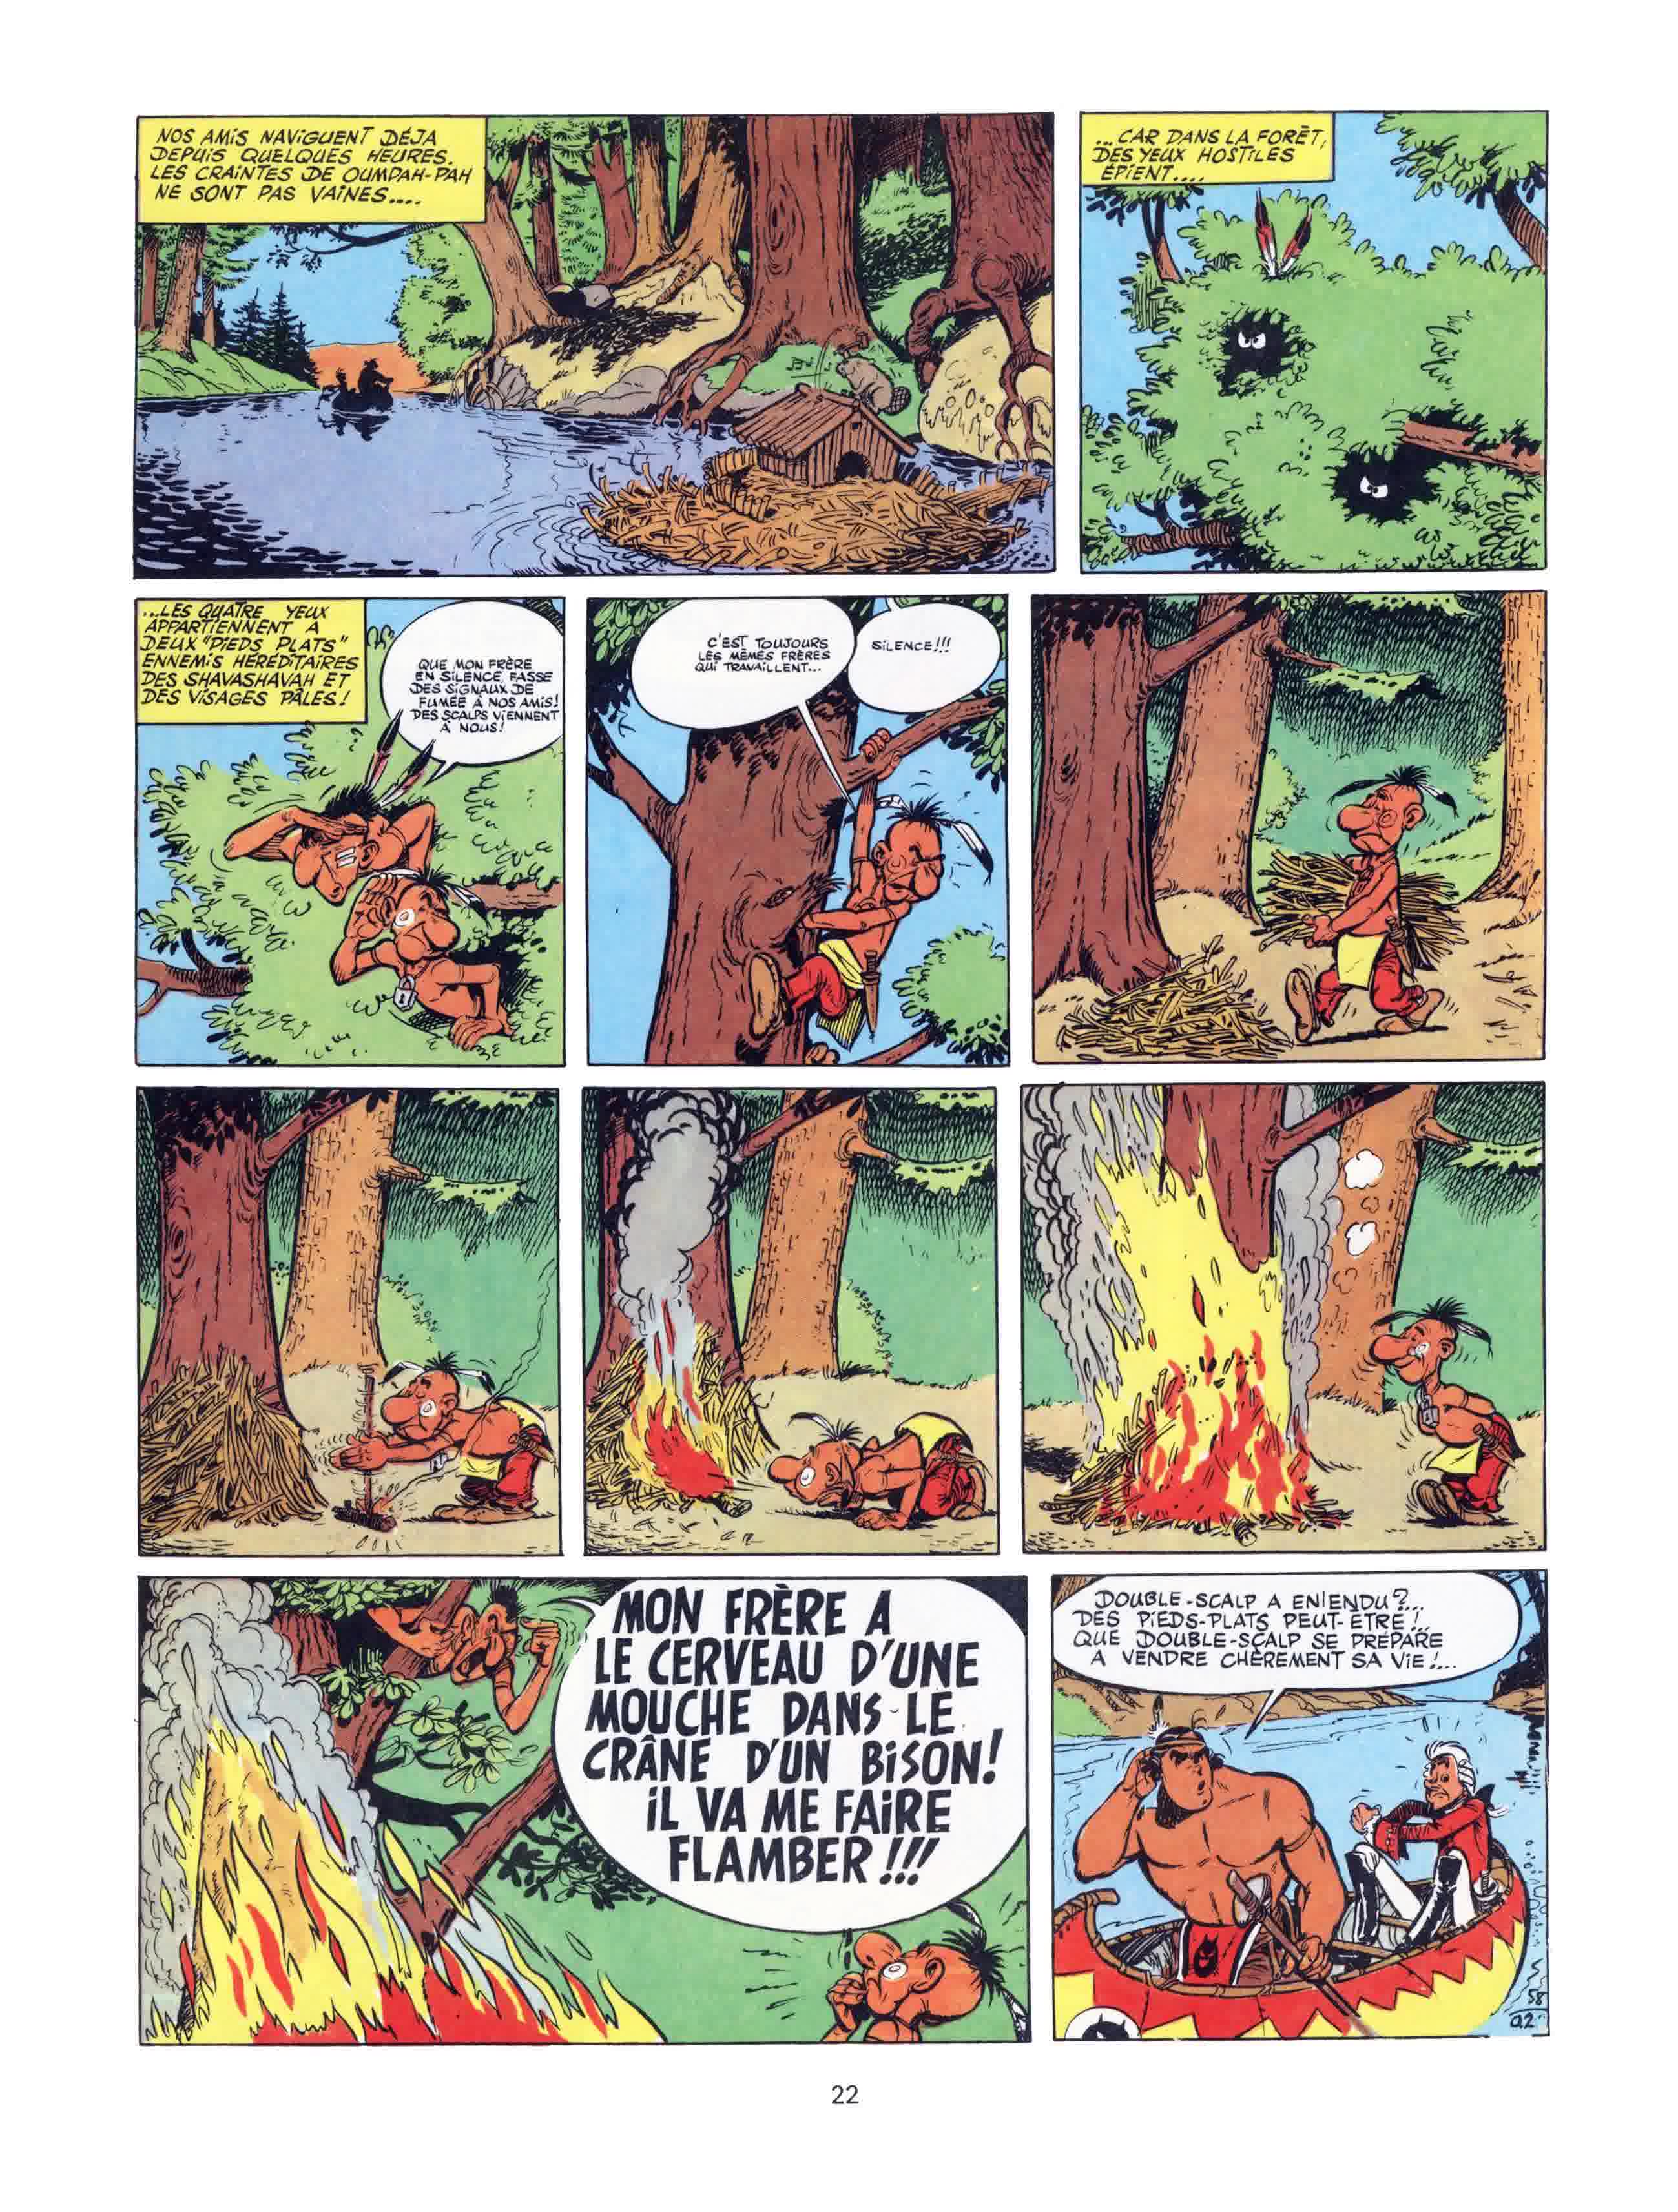 NOS AMIS NAVIGUENT DÉJA
DEPUIS QUELQUES HEURES.
LES CRAINTES DE OUMPAH-PAH
NE SONT PAS VAINES....
...CAR DANS LA FORÊT,
DES YEUX HOSTILES
ÉPIENT....
...LES QUATRE YEUX
APPARTIENNENT A
DEUX "PIEDS PLATS"
ENNEMIS HÉRÉDITAIRES
DES SHAVASHAVAH ET
DES VISAGES PÂLES!
QUE MON FRÈRE
EN SILENCE FASSE
DES SIGNAUX DE
FUMÉE À NOS AMIS!
DES SCALPS VIENNENT
À NOUS!
C'EST TOUJOURS
LES MÊMES FRÈRES
QUI TRAVAILLENT...
SILENCE!!!
MON FRÈRE A
LE CERVEAU D'UNE
MOUCHE DANS LE
CRÂNE D'UN BISON!
IL VA ME FAIRE
FLAMBER!!!
DOUBLE-SCALP A ENTENDU?...
DES PIEDS-PLATS PEUT-ÊTRE!..
QUE DOUBLE-SCALP SE PRÉPARE
A VENDRE CHÈREMENT SA VIE!...
58
Q2
22